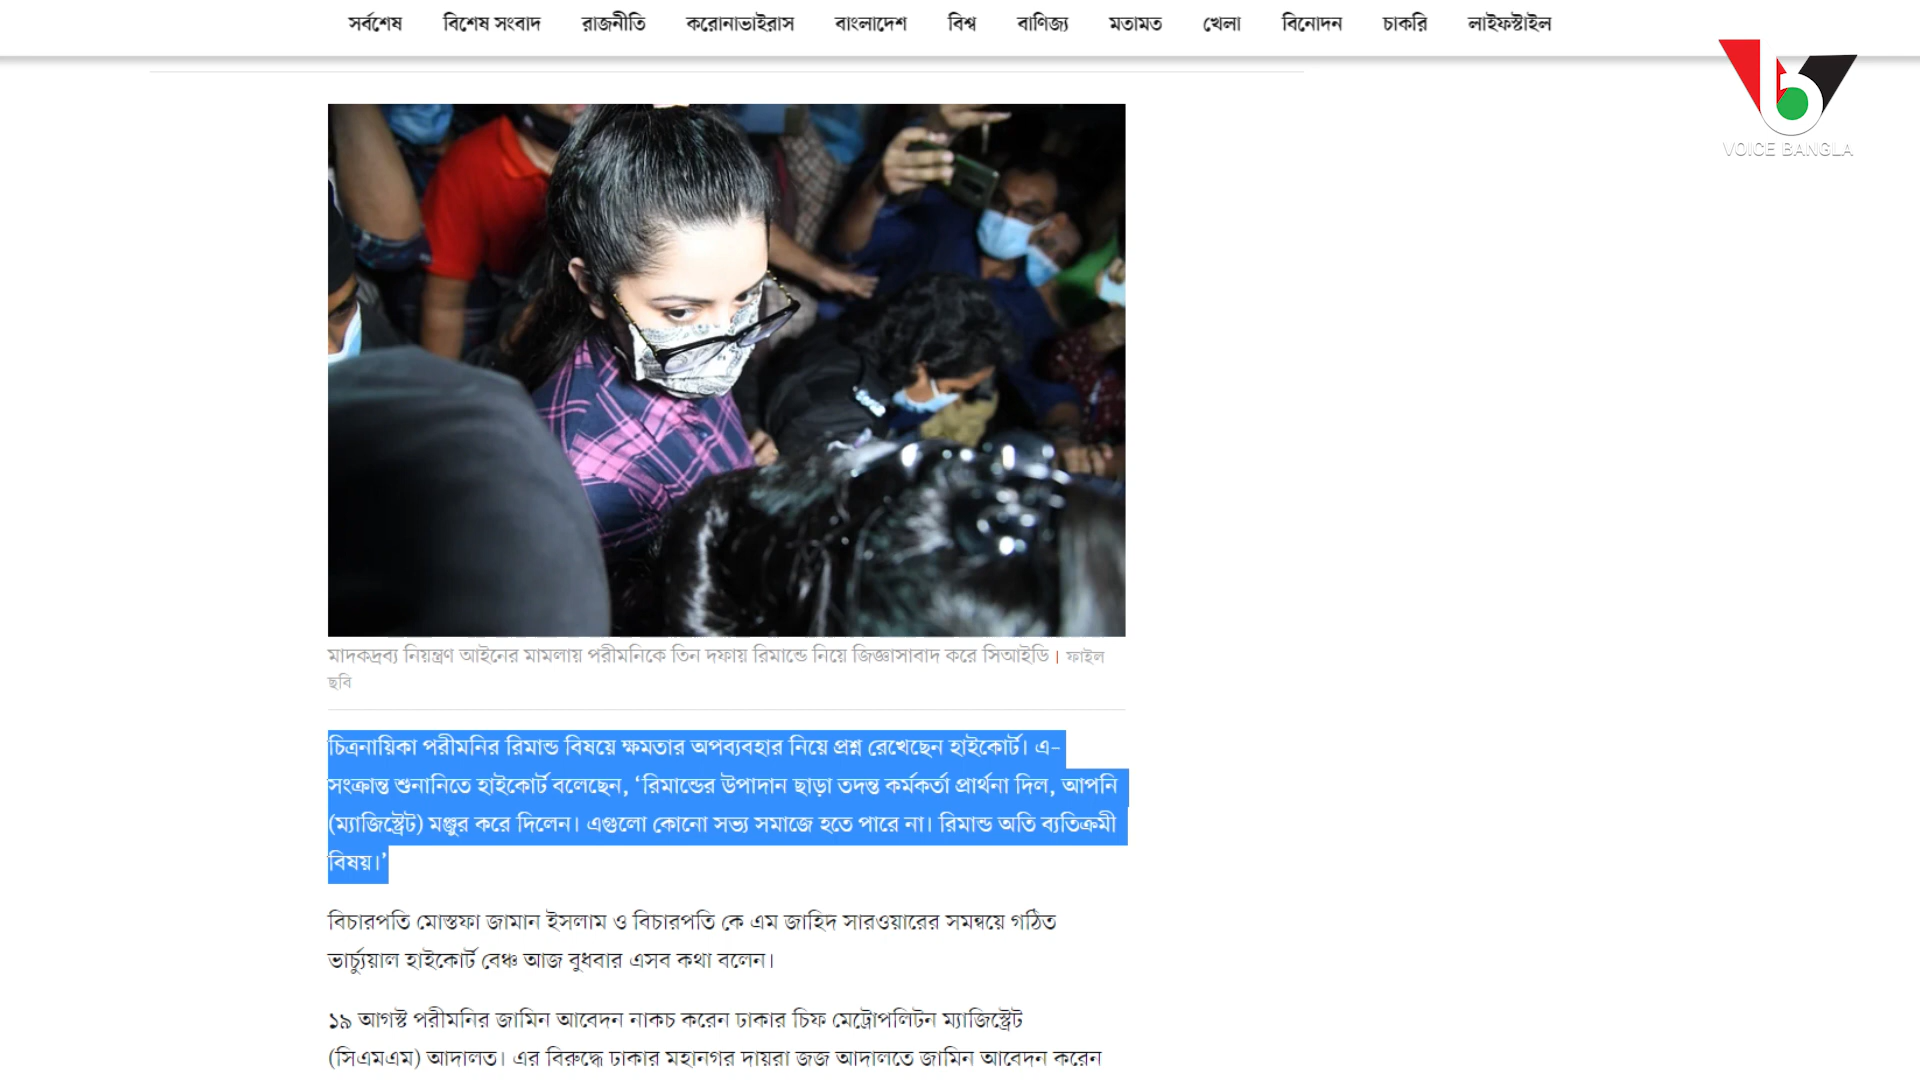 সর্বশেষ বিশেষ সংবাদ রাজনীতি করোনাভাইরাস বাংলাদেশ বিশ্ব বাণিজ্য মতামত খেলা বিনোদন চাকরি লাইফস্টাইল
VOICE BANGLA
মাদকদ্রব্য নিয়ন্ত্রণ আইনের মামলায় পরীমনিকে তিন দফায় রিমান্ডে নিয়ে জিজ্ঞাসাবাদ করে সিআইডি | ফাইল
ছবি
চিত্রনায়িকা পরীমনির রিমান্ড বিষয়ে ক্ষমতার অপব্যবহার নিয়ে প্রশ্ন রেখেছেন হাইকোর্ট। এ-
সংক্রান্ত শুনানিতে হাইকোর্ট বলেছেন, ‘রিমান্ডের উপাদান ছাড়া তদন্ত কর্মকর্তা প্রার্থনা দিল, আপনি
(ম্যাজিস্ট্রেট) মঞ্জুর করে দিলেন। এগুলো কোনো সভ্য সমাজে হতে পারে না। রিমান্ড অতি ব্যতিক্রমী
বিষয়।’
বিচারপতি মোস্তফা জামান ইসলাম ও বিচারপতি কে এম জাহিদ সারওয়ারের সমন্বয়ে গঠিত
ভার্চ্যুয়াল হাইকোর্ট বেঞ্চ আজ বুধবার এসব কথা বলেন।
১৯ আগস্ট পরীমনির জামিন আবেদন নাকচ করেন ঢাকার চিফ মেট্রোপলিটন ম্যাজিস্ট্রেট
(সিএমএম) আদালত। এর বিরুদ্ধে ঢাকার মহানগর দায়রা জজ আদালতে জামিন আবেদন করেন